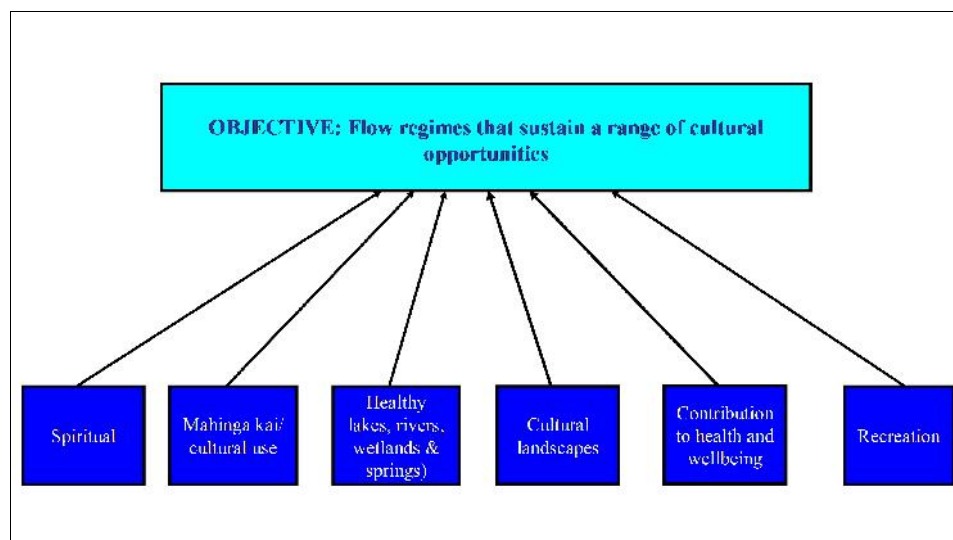 OBJECTIVE: Flow regimes that sustain a range of cultural
opportunities
Spiritual
Mahinga kai/
cultural use
Healthy
lakes, rivers,
wetlands &
springs)
Cultural
landscapes
Contribution
to health and
wellbeing
Recreation